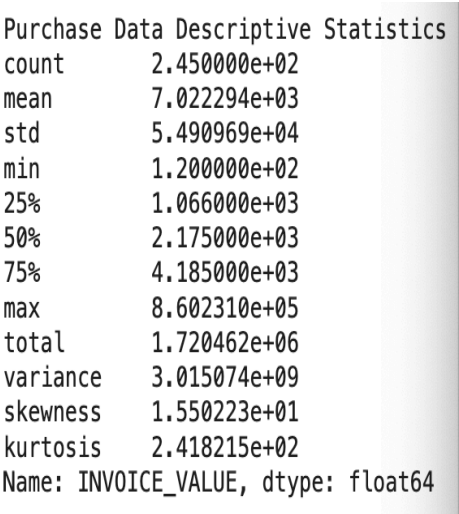 Purchase Data Descriptive Statistics
count 2.450000e+02
mean 7.022294e+03
std 5.490969e+04
min 1.200000e+02
25% 1.066000e+03
50% 2.175000e+03
75% 4.185000e+03
max 8.602310e+05
total 1.720462e+06
variance 3.015074e+09
skewness 1.550223e+01
kurtosis 2.418215e+02
Name: INVOICE_VALUE, dtype: float64